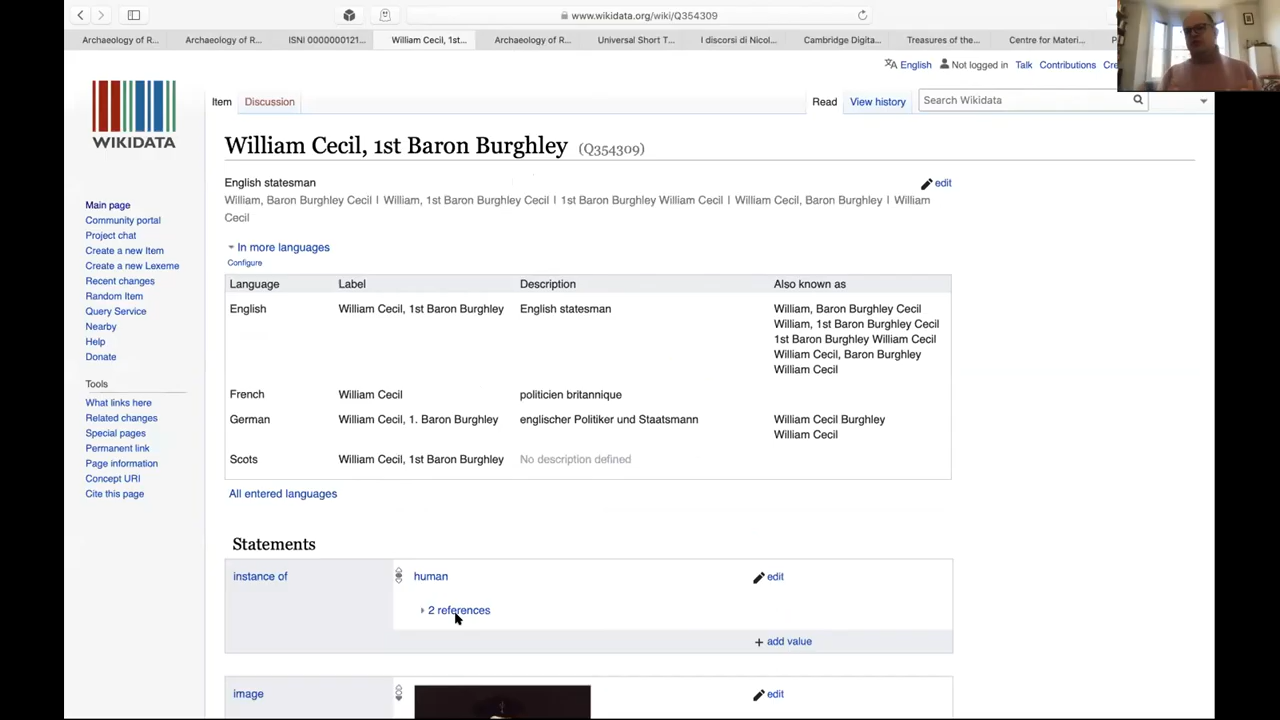 www.wikidata.org/wiki/Q354309
Archaeology of R... Archaeology of R... ISNI 0000000121... William Cecil, 1st... Archaeology of R... Universal Short T... I discorsi di Nicol... Cambridge Digita... Treasures of the... Centre for Materi...
English Not logged in Talk Contributions
WIKIDATA
Item Discussion Read View history Search Wikidata
William Cecil, 1st Baron Burghley (Q354309)
English statesman edit
William, Baron Burghley Cecil | William, 1st Baron Burghley Cecil | 1st Baron Burghley William Cecil | William Cecil, Baron Burghley | William
Cecil
In more languages
Configure
Language Label Description Also known as
English William Cecil, 1st Baron Burghley English statesman William, Baron Burghley Cecil
William, 1st Baron Burghley Cecil
1st Baron Burghley William Cecil
William Cecil, Baron Burghley
William Cecil
French William Cecil politicien britannique
German William Cecil, 1. Baron Burghley englischer Politiker und Staatsmann William Cecil Burghley
William Cecil
Scots William Cecil, 1st Baron Burghley No description defined
All entered languages
Statements
instance of human edit
2 references
+ add value
image edit
Main page
Community portal
Project chat
Create a new Item
Create a new Lexeme
Recent changes
Random Item
Query Service
Nearby
Help
Donate
Tools
What links here
Related changes
Special pages
Permanent link
Page information
Concept URI
Cite this page